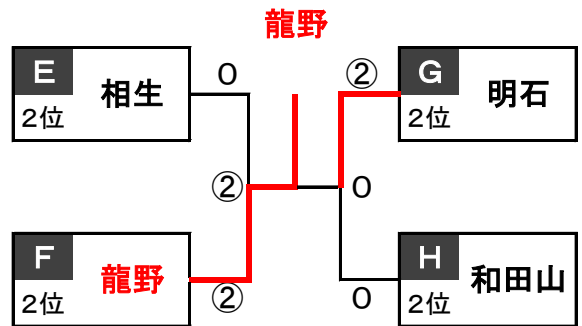 龍野
E 相生 2位 0
② G 明石 2位
② 0
F 龍野 2位 ②
0 H 和田山 2位